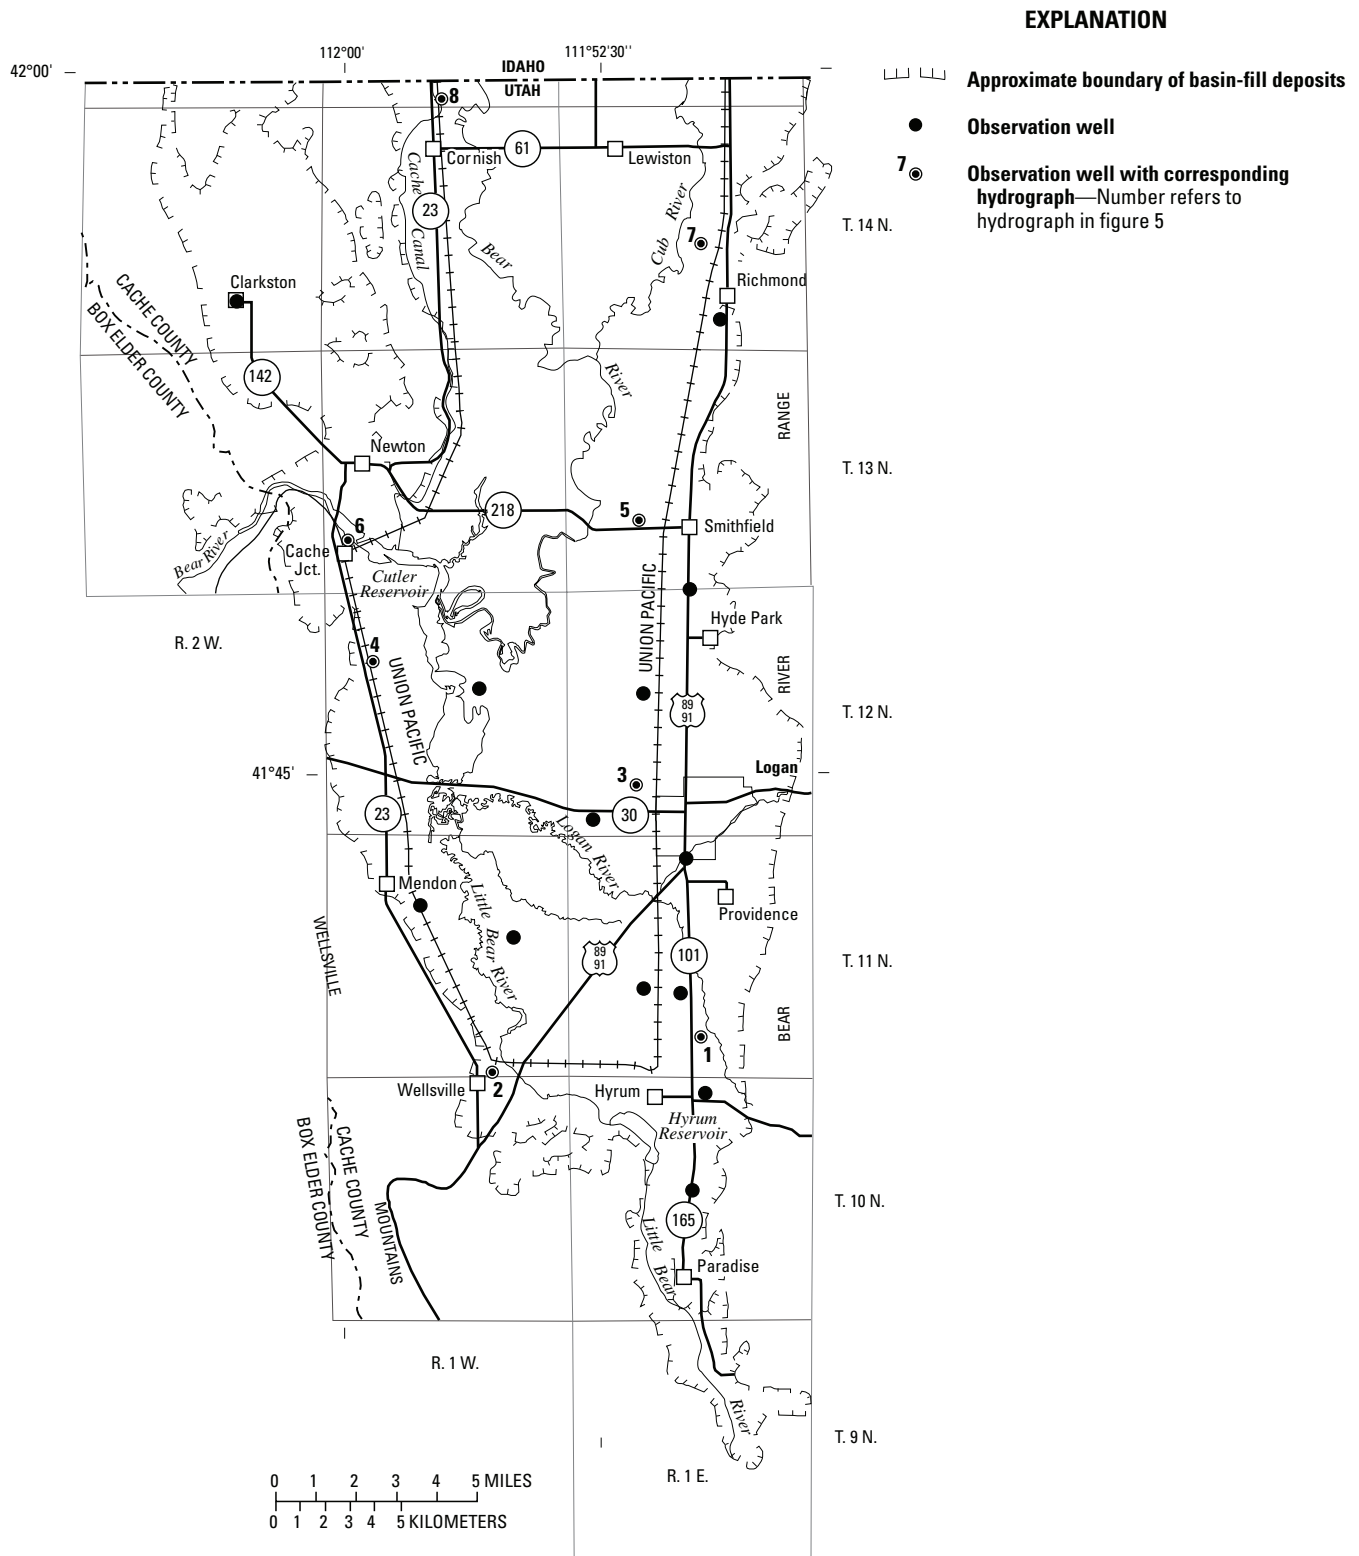 EXPLANATION
Approximate boundary of basin-fill deposits
Observation well
7
Observation well with corresponding
hydrograph—Number refers to
hydrograph in figure 5
112°00'
111°52'30''
42°00'
IDAHO
UTAH
8
Cornish
61
Lewiston
Cache
Canal
23
Bear
River
Cub
River
7
T. 14 N.
Clarkston
Richmond
CACHE COUNTY
BOX ELDER COUNTY
142
River
RANGE
Newton
T. 13 N.
218
5
Smithfield
6
Bear River
Cache
Jct.
Cutler
Reservoir
UNION PACIFIC
Hyde Park
R. 2 W.
4
UNION PACIFIC
RIVER
89
91
T. 12 N.
41°45'
3
Logan
23
30
Logan River
Mendon
Little Bear River
Providence
WELLSVILLE
89
91
101
T. 11 N.
BEAR
1
Wellsville
2
Hyrum
Hyrum
Reservoir
CACHE COUNTY
BOX ELDER COUNTY
MOUNTAINS
T. 10 N.
165
Little
Bear
Paradise
R. 1 W.
River
T. 9 N.
R. 1 E.
0 1 2 3 4 5 MILES
0 1 2 3 4 5 KILOMETERS